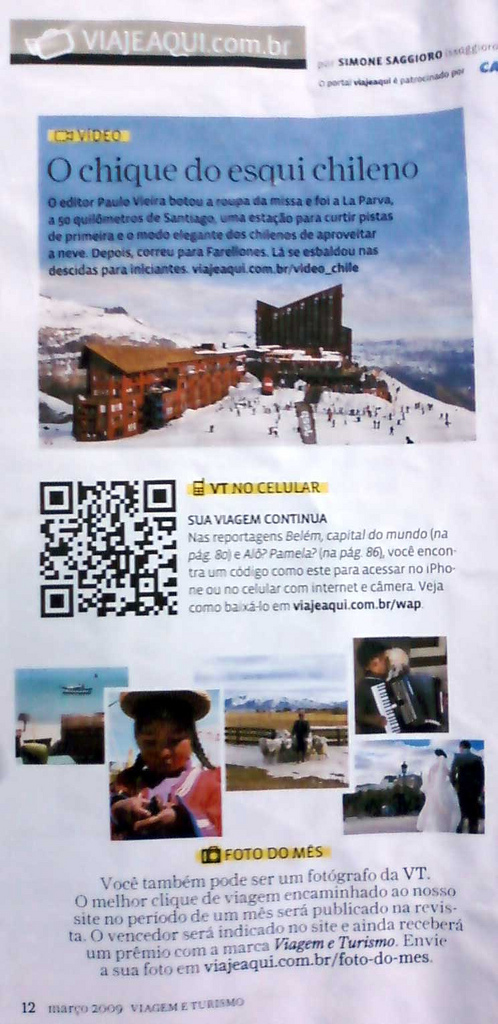 VIAJEAQUI.com.br
por SIMONE SAGGIORO
O portal viajeaqui é patrocinado por CA
VÍDEO
O chique do esqui chileno
O editor Paulo Vieira botou a roupa da missa e foi a La Parva,
a 50 quilômetros de Santiago, uma estação para curtir pistas
de primeira e o modo elegante dos chilenos de aproveitar
a neve. Depois, correu para Farellones. Lá se esbaldou nas
descidas para iniciantes. viajeaqui.com.br/video_chile
VT NO CELULAR
SUA VIAGEM CONTINUA
Nas reportagens Belém, capital do mundo (na
pág. 80) e Alô? Pamela? (na pág. 86), você encon-
tra um código como este para acessar no iPho-
ne ou no celular com internet e câmera. Veja
como baixá-lo em viajeaqui.com.br/wap.
FOTO DO MÊS
Você também pode ser um fotógrafo da VT.
O melhor clique de viagem encaminhado ao nosso
site no período de um mês será publicado na revis-
ta. O vencedor será indicado no site e ainda receberá
um prêmio com a marca Viagem e Turismo. Envie
a sua foto em viajeaqui.com.br/foto-do-mes.
12 março 2009 VIAGEM E TURISMO